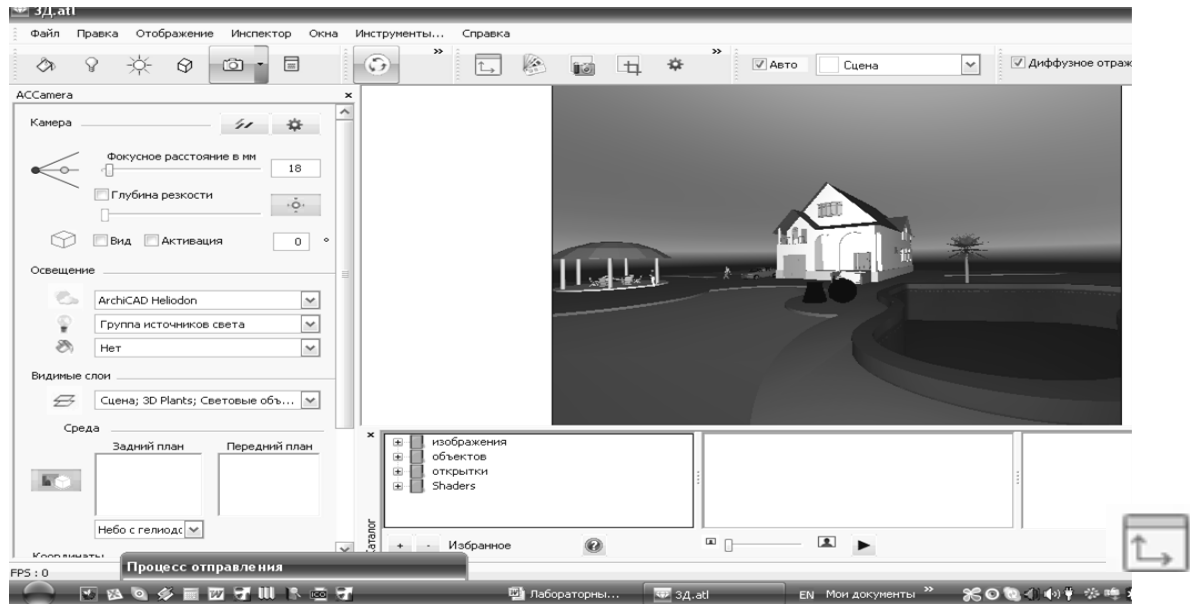 3Д.atl
Файл Правка Отображение Инспектор Окна Инструменты... Справка
» » Авто Сцена Диффузное отраж
ACCamera ×
Камера
Фокусное расстояние в мм
18
Глубина резкости
Вид Активация 0 °
Освещение
ArchiCAD Heliodon
Группа источников света
Нет
Видимые слои
Сцена; 3D Plants; Световые объ...
Среда
Задний план Передний план
Небо с гелиодс
Координаты
× изображения
объектов
открытки
Shaders
Каталог
+ - Избранное
FPS : 0
Процесс отправления
Лабораторны... 3Д.atl EN Мои документы »